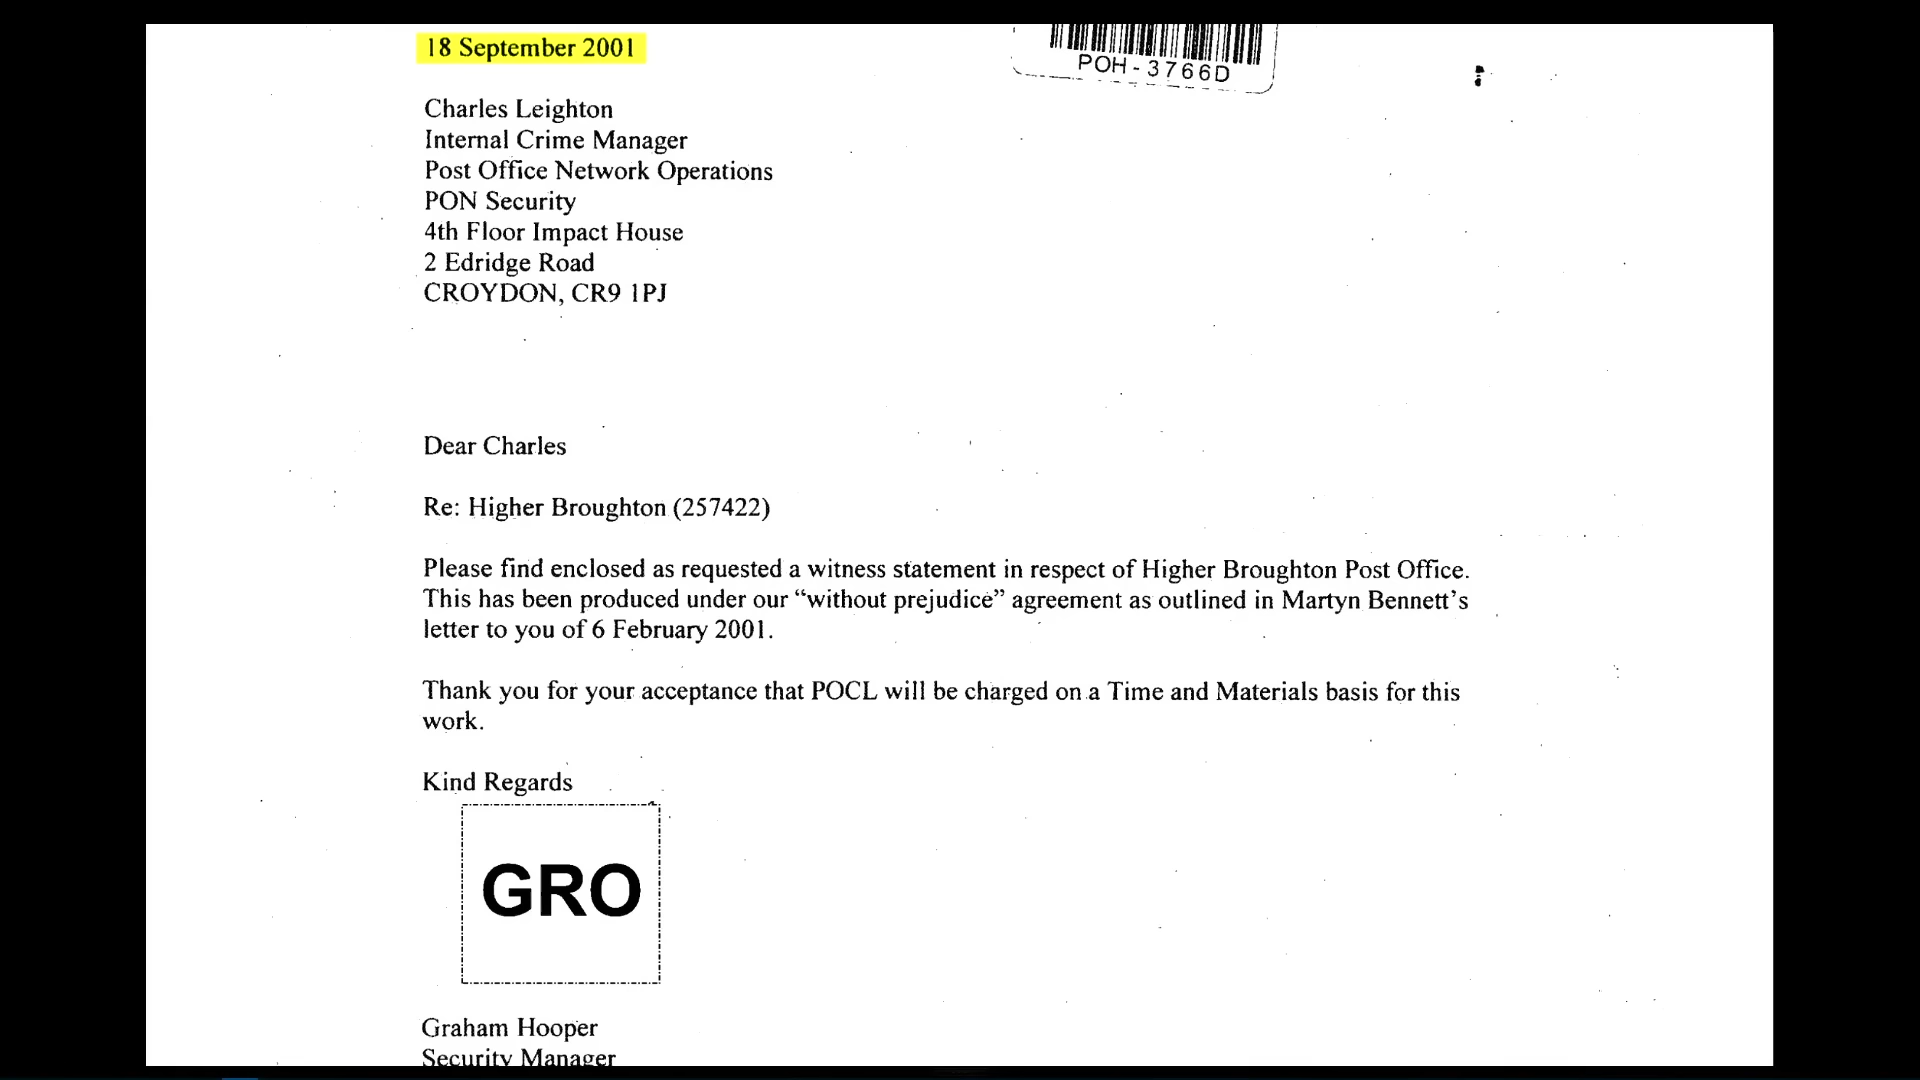 18 September 2001
POH-3766D
Charles Leighton
Internal Crime Manager
Post Office Network Operations
PON Security
4th Floor Impact House
2 Edridge Road
CROYDON, CR9 1PJ
Dear Charles
Re: Higher Broughton (257422)
Please find enclosed as requested a witness statement in respect of Higher Broughton Post Office.
This has been produced under our “without prejudice” agreement as outlined in Martyn Bennett’s
letter to you of 6 February 2001.
Thank you for your acceptance that POCL will be charged on a Time and Materials basis for this
work.
Kind Regards
GRO
Graham Hooper
Security Manager